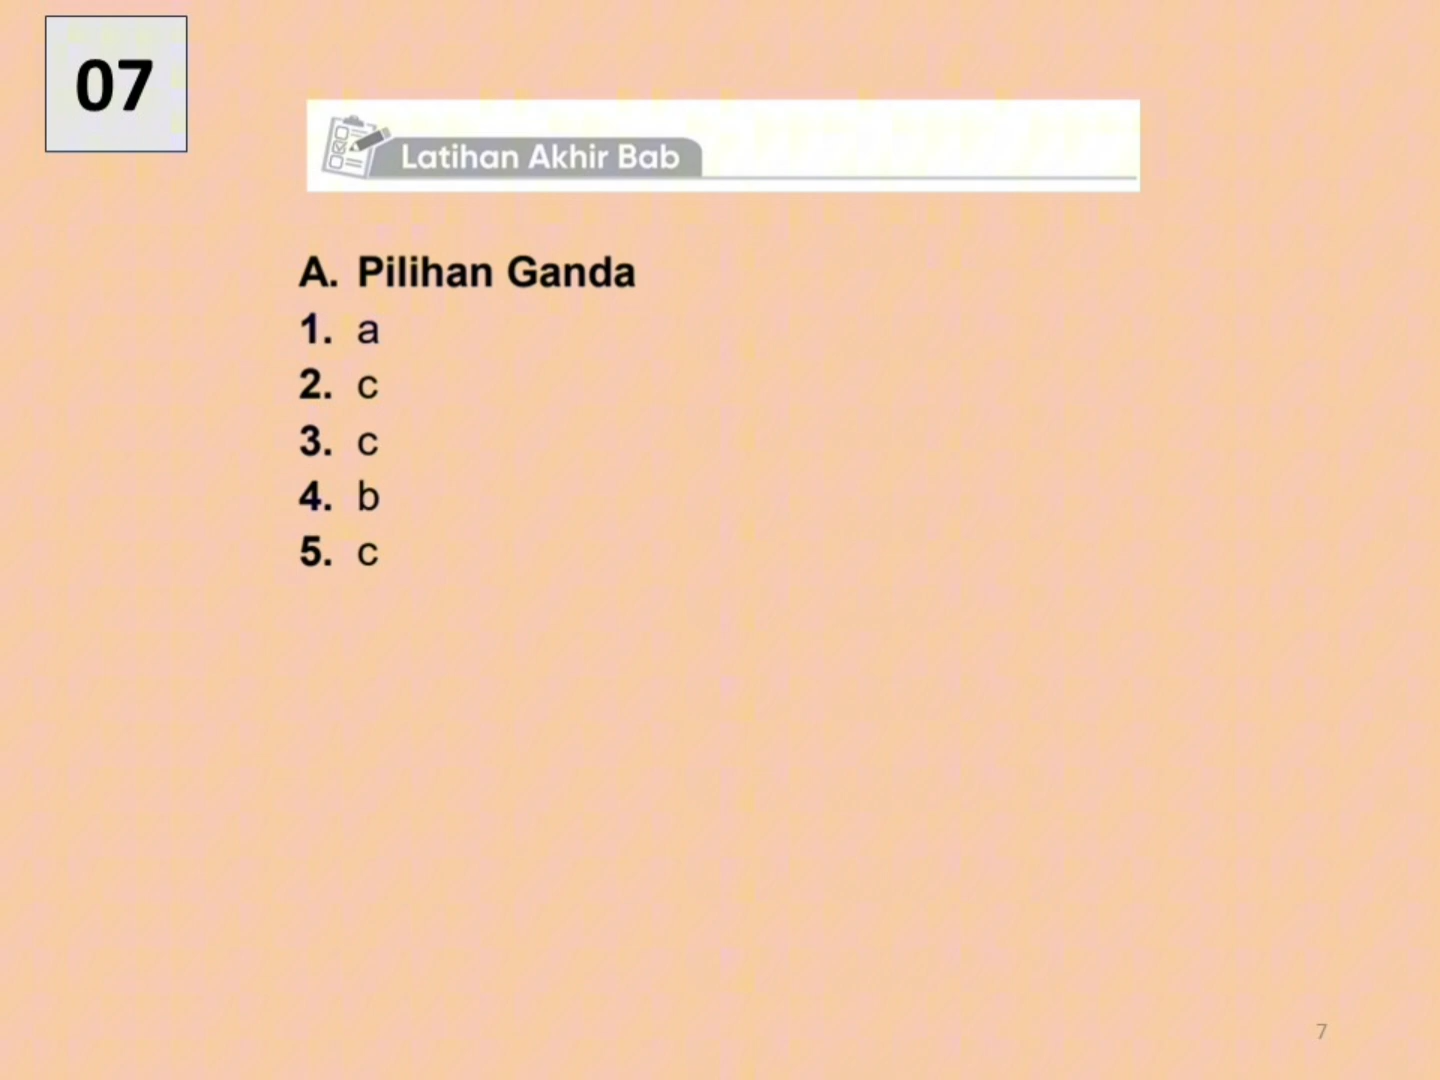 07
Latihan Akhir Bab
A. Pilihan Ganda
1. a
2. c
3. c
4. b
5. c
7